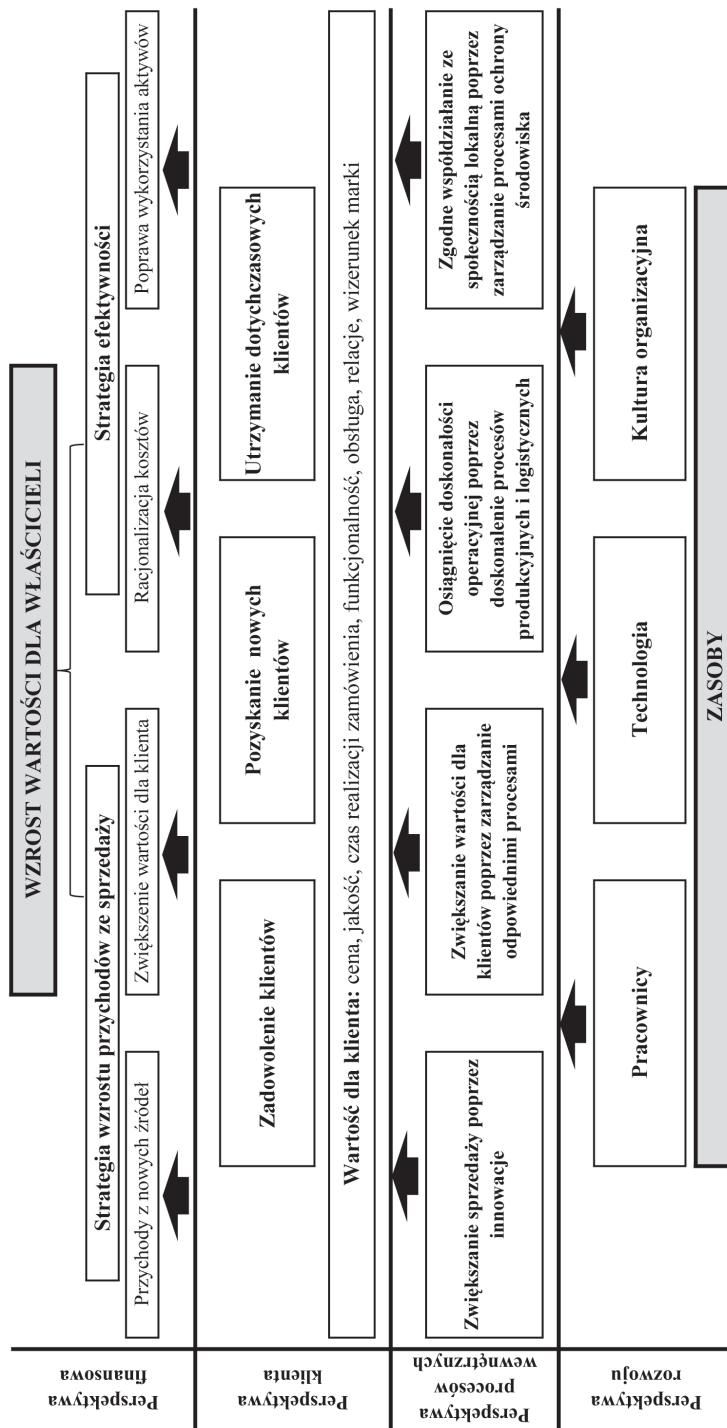 WZROST WARTOŚCI DLA WŁAŚCICIELI
Perspektywa
finansowa
Strategia wzrostu przychodów ze sprzedaży
Strategia efektywności
Przychody z nowych źródeł
Zwiększenie wartości dla klienta
Racjonalizacja kosztów
Poprawa wykorzystania aktywów
Perspektywa
klienta
Zadowolenie klientów
Pozyskanie nowych
klientów
Utrzymanie dotychczasowych
klientów
Wartość dla klienta: cena, jakość, czas realizacji zamówienia, funkcjonalność, obsługa, relacje, wizerunek marki
Perspektywa
procesów
wewnętrznych
Zwiększanie sprzedaży poprzez
innowacje
Zwiększanie wartości dla
klientów poprzez zarządzanie
odpowiednimi procesami
Osiągnięcie doskonałości
operacyjnej poprzez
doskonalenie procesów
produkcyjnych i logistycznych
Zgodne współdziałanie ze
społecznością lokalną poprzez
zarządzanie procesami ochrony
środowiska
Perspektywa
rozwoju
Pracownicy
Technologia
Kultura organizacyjna
ZASOBY